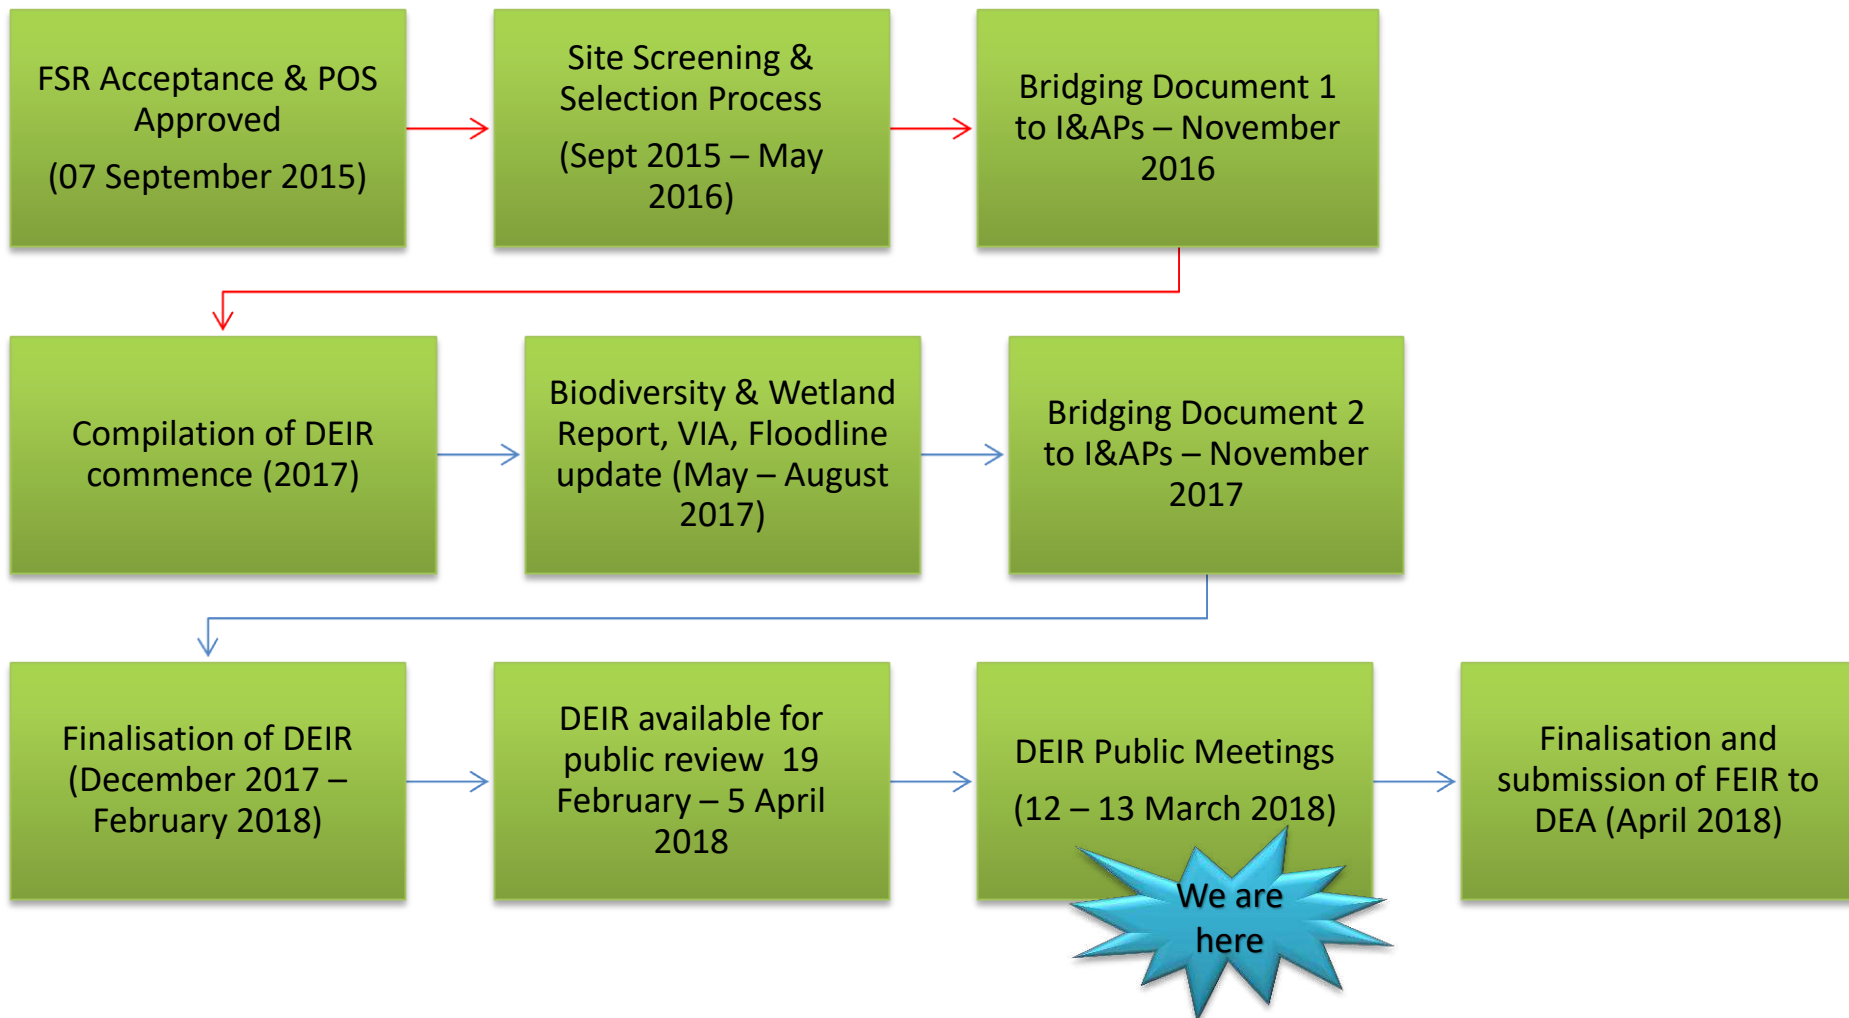 FSR Acceptance & POS
Approved
(07 September 2015)
Site Screening &
Selection Process
(Sept 2015 – May
2016)
Bridging Document 1
to I&APs – November
2016
Compilation of DEIR
commence (2017)
Biodiversity & Wetland
Report, VIA, Floodline
update (May – August
2017)
Bridging Document 2
to I&APs – November
2017
Finalisation of DEIR
(December 2017 –
February 2018)
DEIR available for
public review 19
February – 5 April
2018
DEIR Public Meetings
(12 – 13 March 2018)
We are
here
Finalisation and
submission of FEIR to
DEA (April 2018)